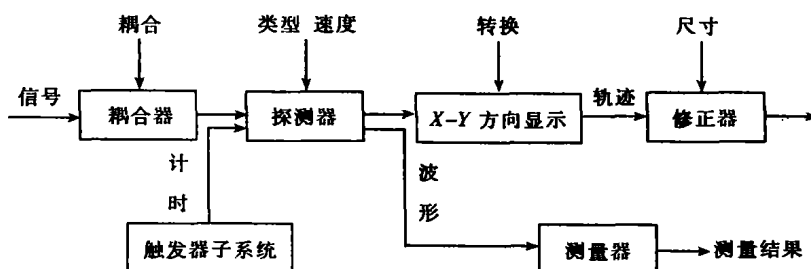 耦合
类型 速度
转换
尺寸
信号
耦合器
探测器
X-Y 方向显示
轨迹
修正器
计时
波形
触发器子系统
测量器
测量结果